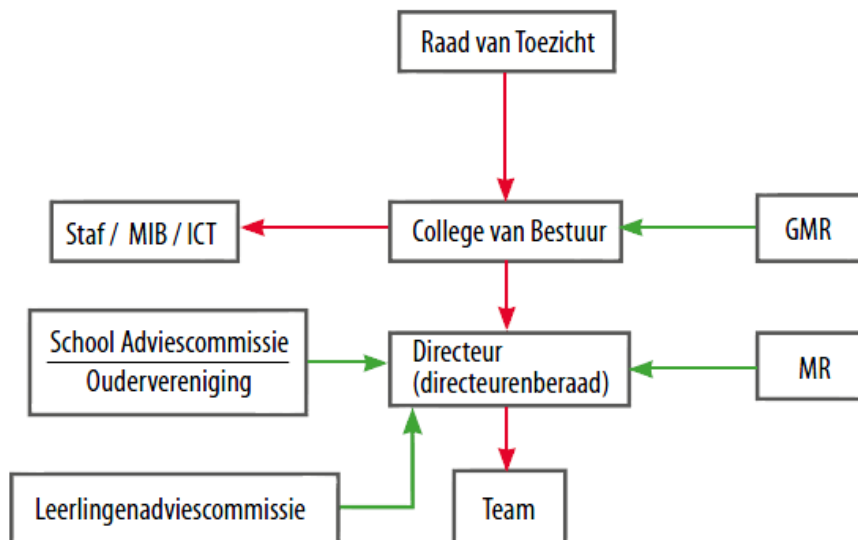 Raad van Toezicht
Staf / MIB / ICT
College van Bestuur
GMR
School Adviescommissie
Oudervereniging
Directeur
(directeurenberaad)
MR
Leerlingenadviescommissie
Team